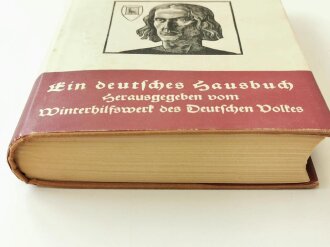 Ein deutsches Hausbuch
Herausgegeben vom
Winterhilfswerk des Deutschen Volkes